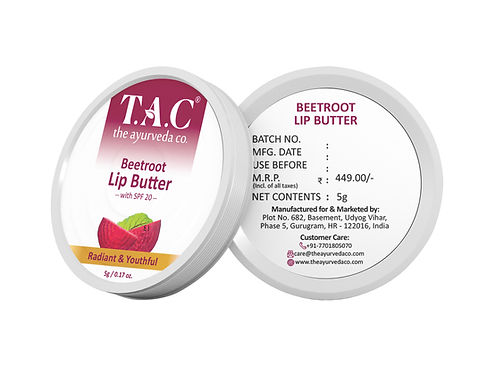 T.A.C®
the ayurveda co.
Beetroot
Lip Butter
with SPF 20
Radiant & Youthful
5g / 0.17 oz.
BEETROOT
LIP BUTTER
BATCH NO. :
MFG. DATE :
USE BEFORE :
M.R.P. ₹ : 449.00/-
(Incl. of all taxes)
NET CONTENTS : 5g
Manufactured for & Marketed by:
Plot No. 682, Basement, Udyog Vihar,
Phase 5, Gurugram, HR - 122016, India
Customer Care:
+91-7701805070
care@theayurvedaco.com
www.theayurvedaco.com